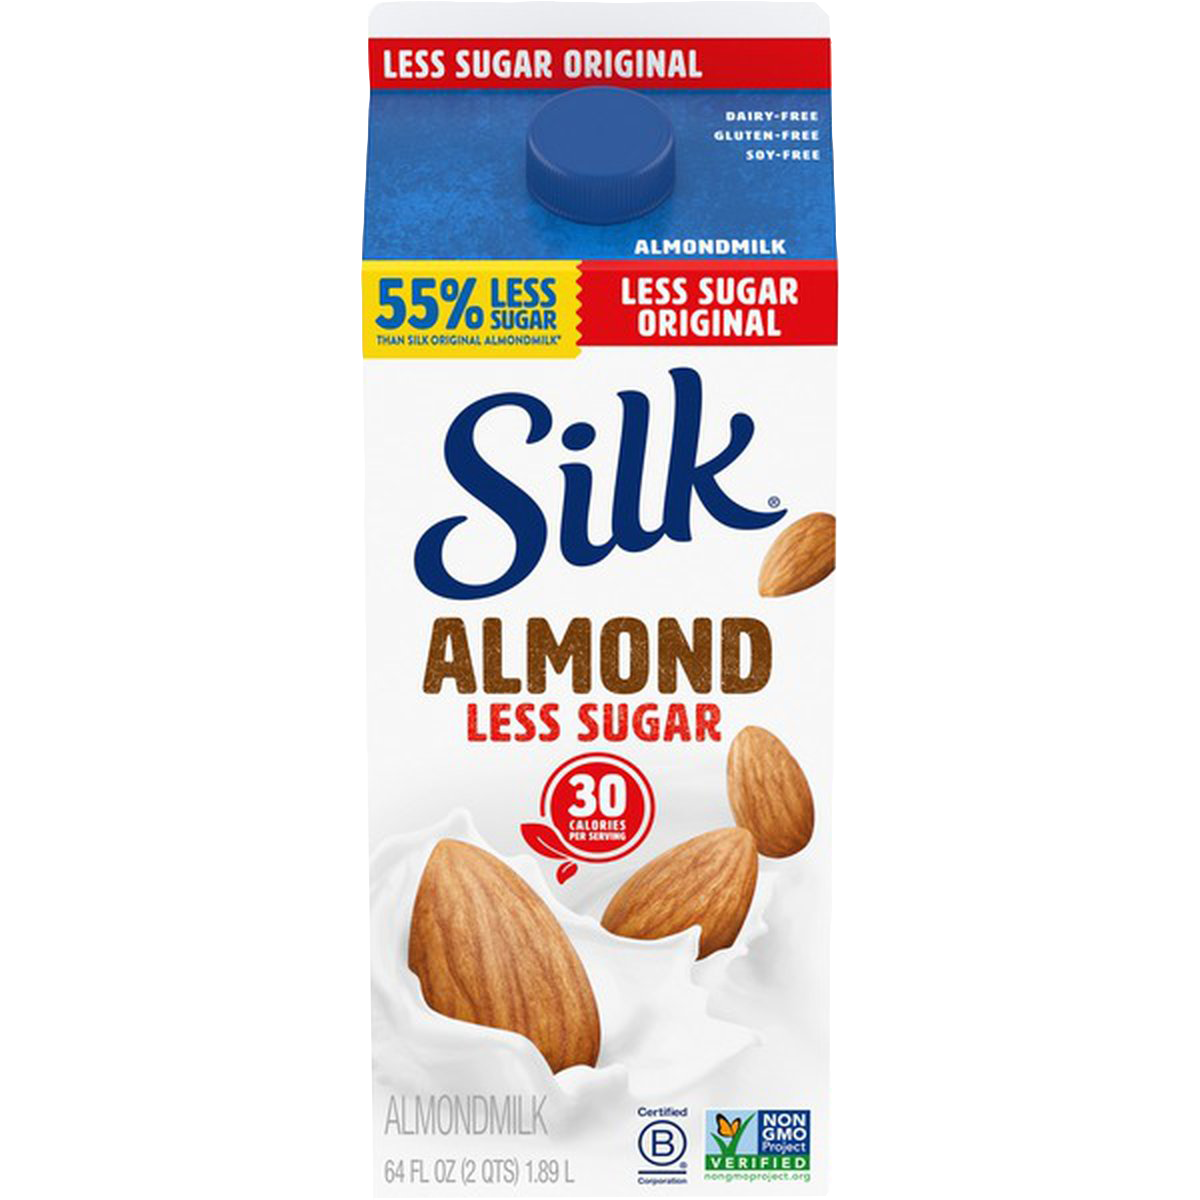 LESS SUGAR ORIGINAL
DAIRY-FREE
GLUTEN-FREE
SOY-FREE
ALMONDMILK
55% LESS
SUGAR
THAN SILK ORIGINAL ALMONDMILK*
LESS SUGAR
ORIGINAL
Silk®
ALMOND
LESS SUGAR
30
CALORIES
PER SERVING
ALMONDMILK
64 FL OZ (2 QTS) 1.89 L
Certified
B
®
Corporation
NON
GMO
Project
VERIFIED
nongmoproject.org